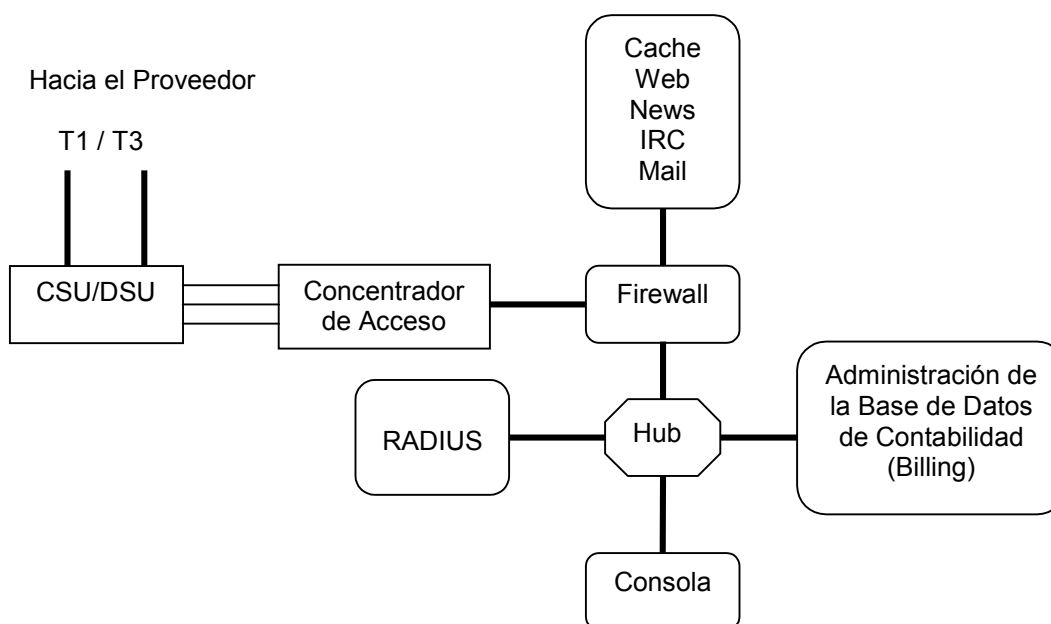 Hacia el Proveedor
T1 / T3
Cache
Web
News
IRC
Mail
CSU/DSU
Concentrador
de Acceso
Firewall
RADIUS
Hub
Administración de
la Base de Datos
de Contabilidad
(Billing)
Consola